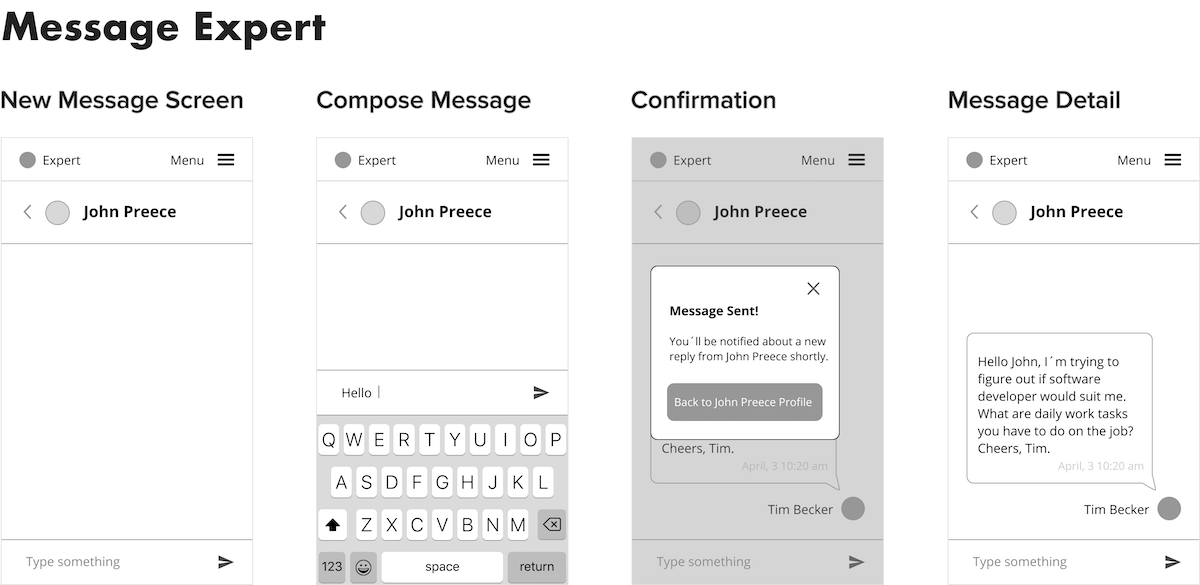 Message Expert
New Message Screen
Expert Menu
John Preece
Type something
Compose Message
Expert Menu
John Preece
Hello
Q W E R T Y U I O P
A S D F G H J K L
Z X C V B N M
123 space return
Confirmation
Expert Menu
John Preece
Message Sent!
You´ll be notified about a new
reply from John Preece shortly.
Back to John Preece Profile
Cheers, Tim.
April, 3 10:20 am
Tim Becker
Type something
Message Detail
Expert Menu
John Preece
Hello John, I´m trying to
figure out if software
developer would suit me.
What are daily work tasks
you have to do on the job?
Cheers, Tim.
April, 3 10:20 am
Tim Becker
Type something